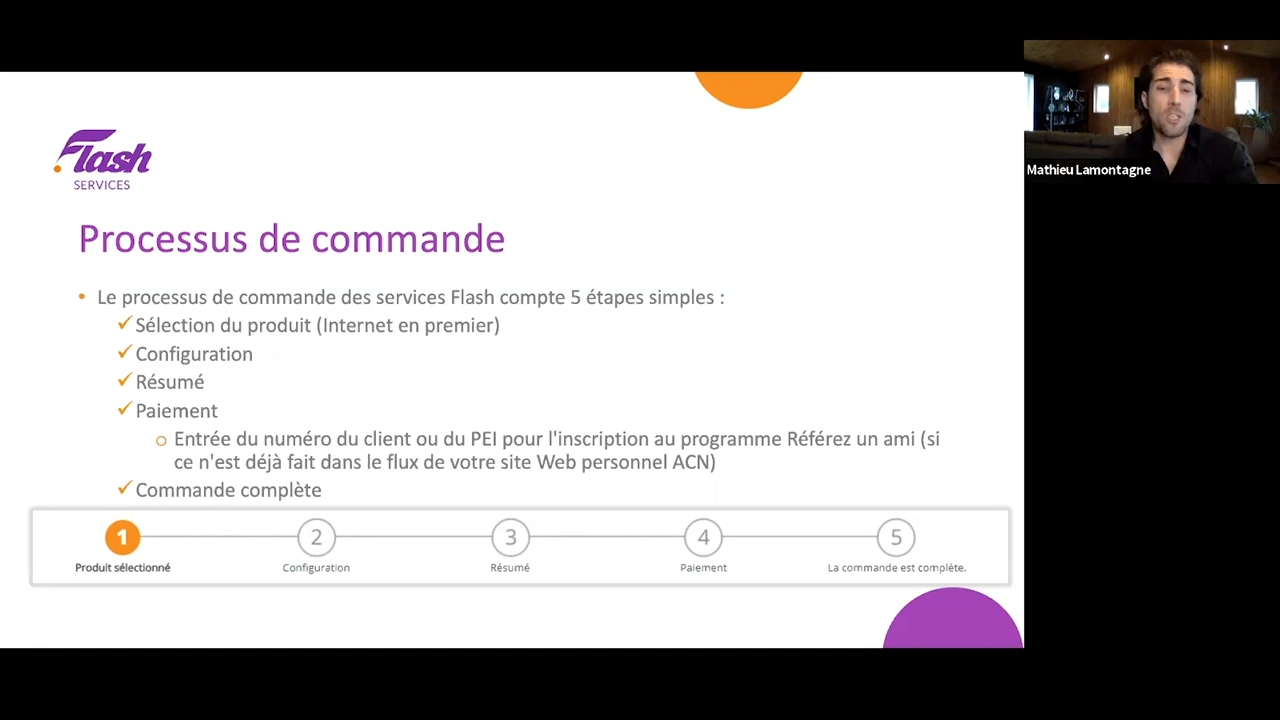 Flash
SERVICES
Mathieu Lamontagne
Processus de commande
• Le processus de commande des services Flash compte 5 étapes simples :
✓Sélection du produit (Internet en premier)
✓Configuration
✓Résumé
✓Paiement
o Entrée du numéro du client ou du PEI pour l'inscription au programme Référez un ami (si
ce n'est déjà fait dans le flux de votre site Web personnel ACN)
✓Commande complète
1 2 3 4 5
Produit sélectionné Configuration Résumé Paiement La commande est complète.